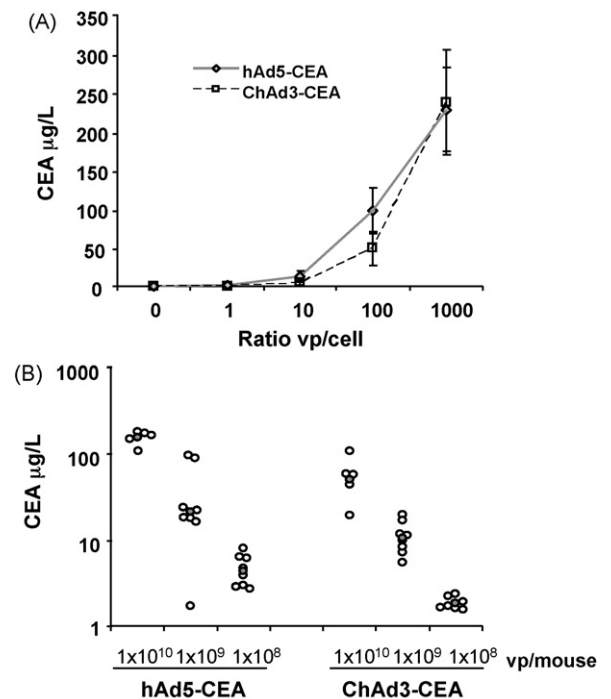 (A)
CEA µg/L
350
300
250
200
150
100
50
0
hAd5-CEA
ChAd3-CEA
0 1 10 100 1000
Ratio vp/cell
(B)
CEA µg/L
1000
100
10
1
1x10¹⁰ 1x10⁹ 1x10⁸ 1x10¹⁰ 1x10⁹ 1x10⁸ vp/mouse
hAd5-CEA ChAd3-CEA